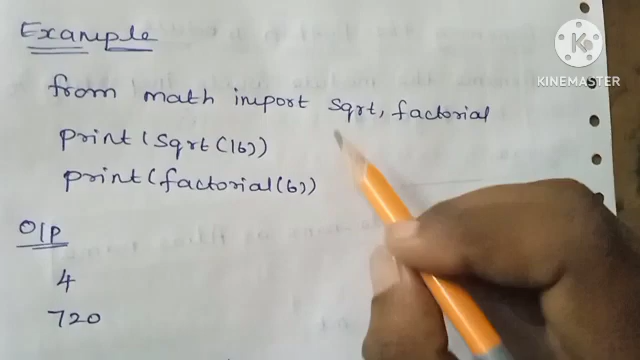 Example
from math import sqrt, factorial
print(sqrt(16))
print(factorial(6))
O/P
4
720
KINEMASTER